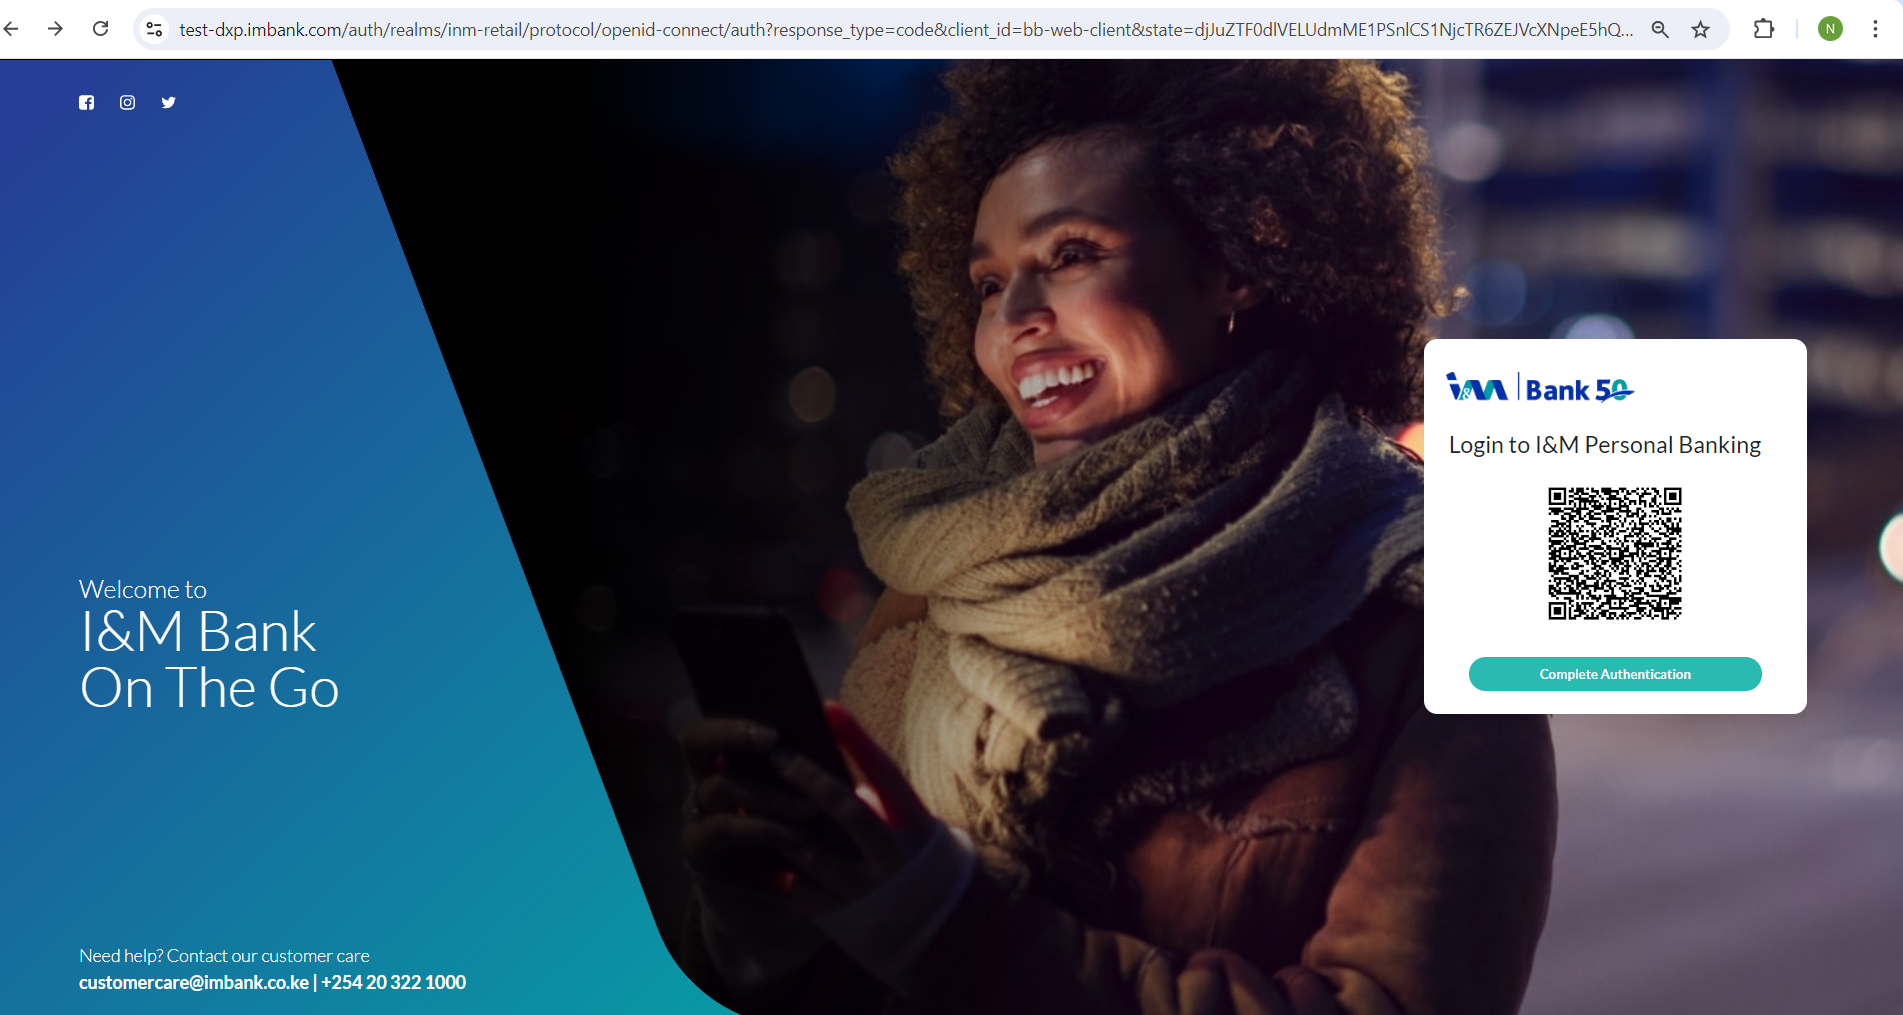 test-dxp.imbank.com/auth/realms/inm-retail/protocol/openid-connect/auth?response_type=code&client_id=bb-web-client&state=djJuZTF0dlVELUdmME1PSnlCS1NjcTR6ZEJVcXNpeE5hQ...
N
Welcome to
I&M Bank
On The Go
Need help? Contact our customer care
customercare@imbank.co.ke | +254 20 322 1000
I&M Bank 50
Login to I&M Personal Banking
Complete Authentication